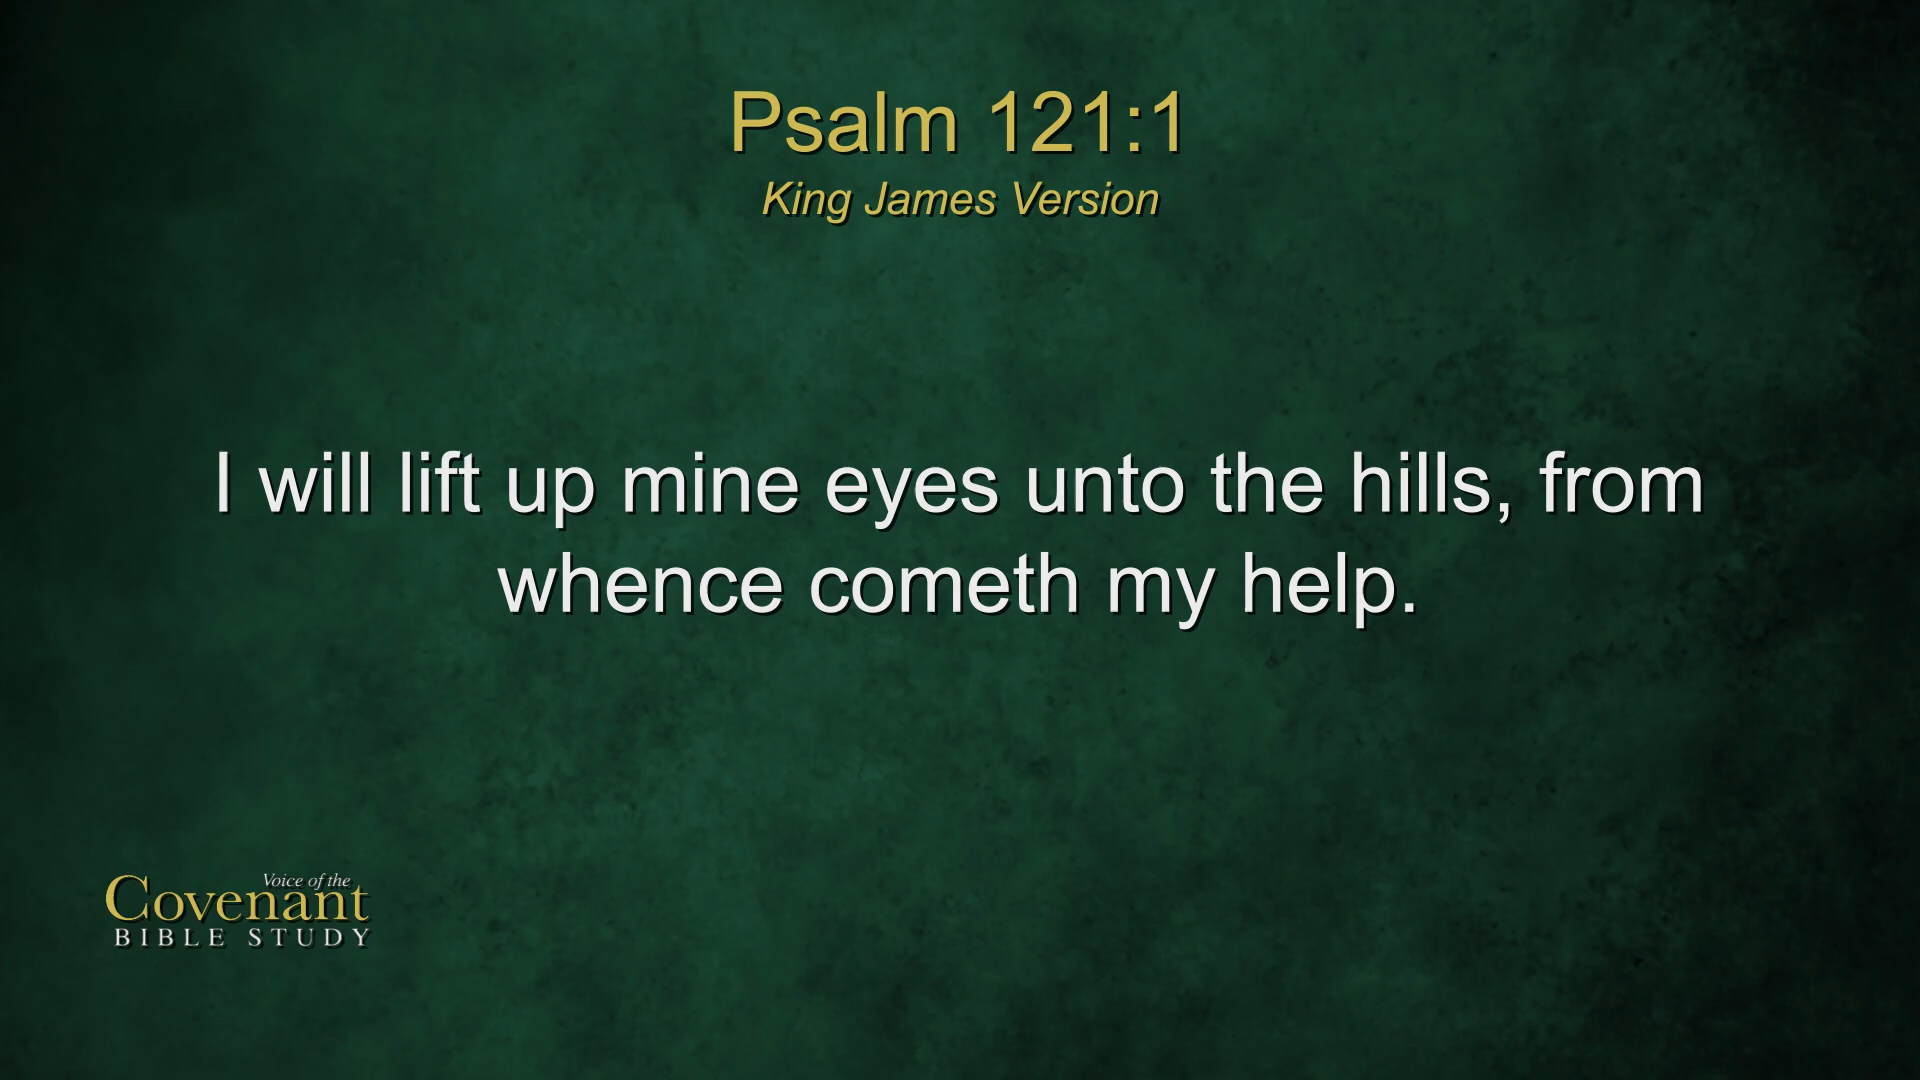 Psalm 121:1
King James Version
I will lift up mine eyes unto the hills, from
whence cometh my help.
Voice of the
Covenant
BIBLE STUDY